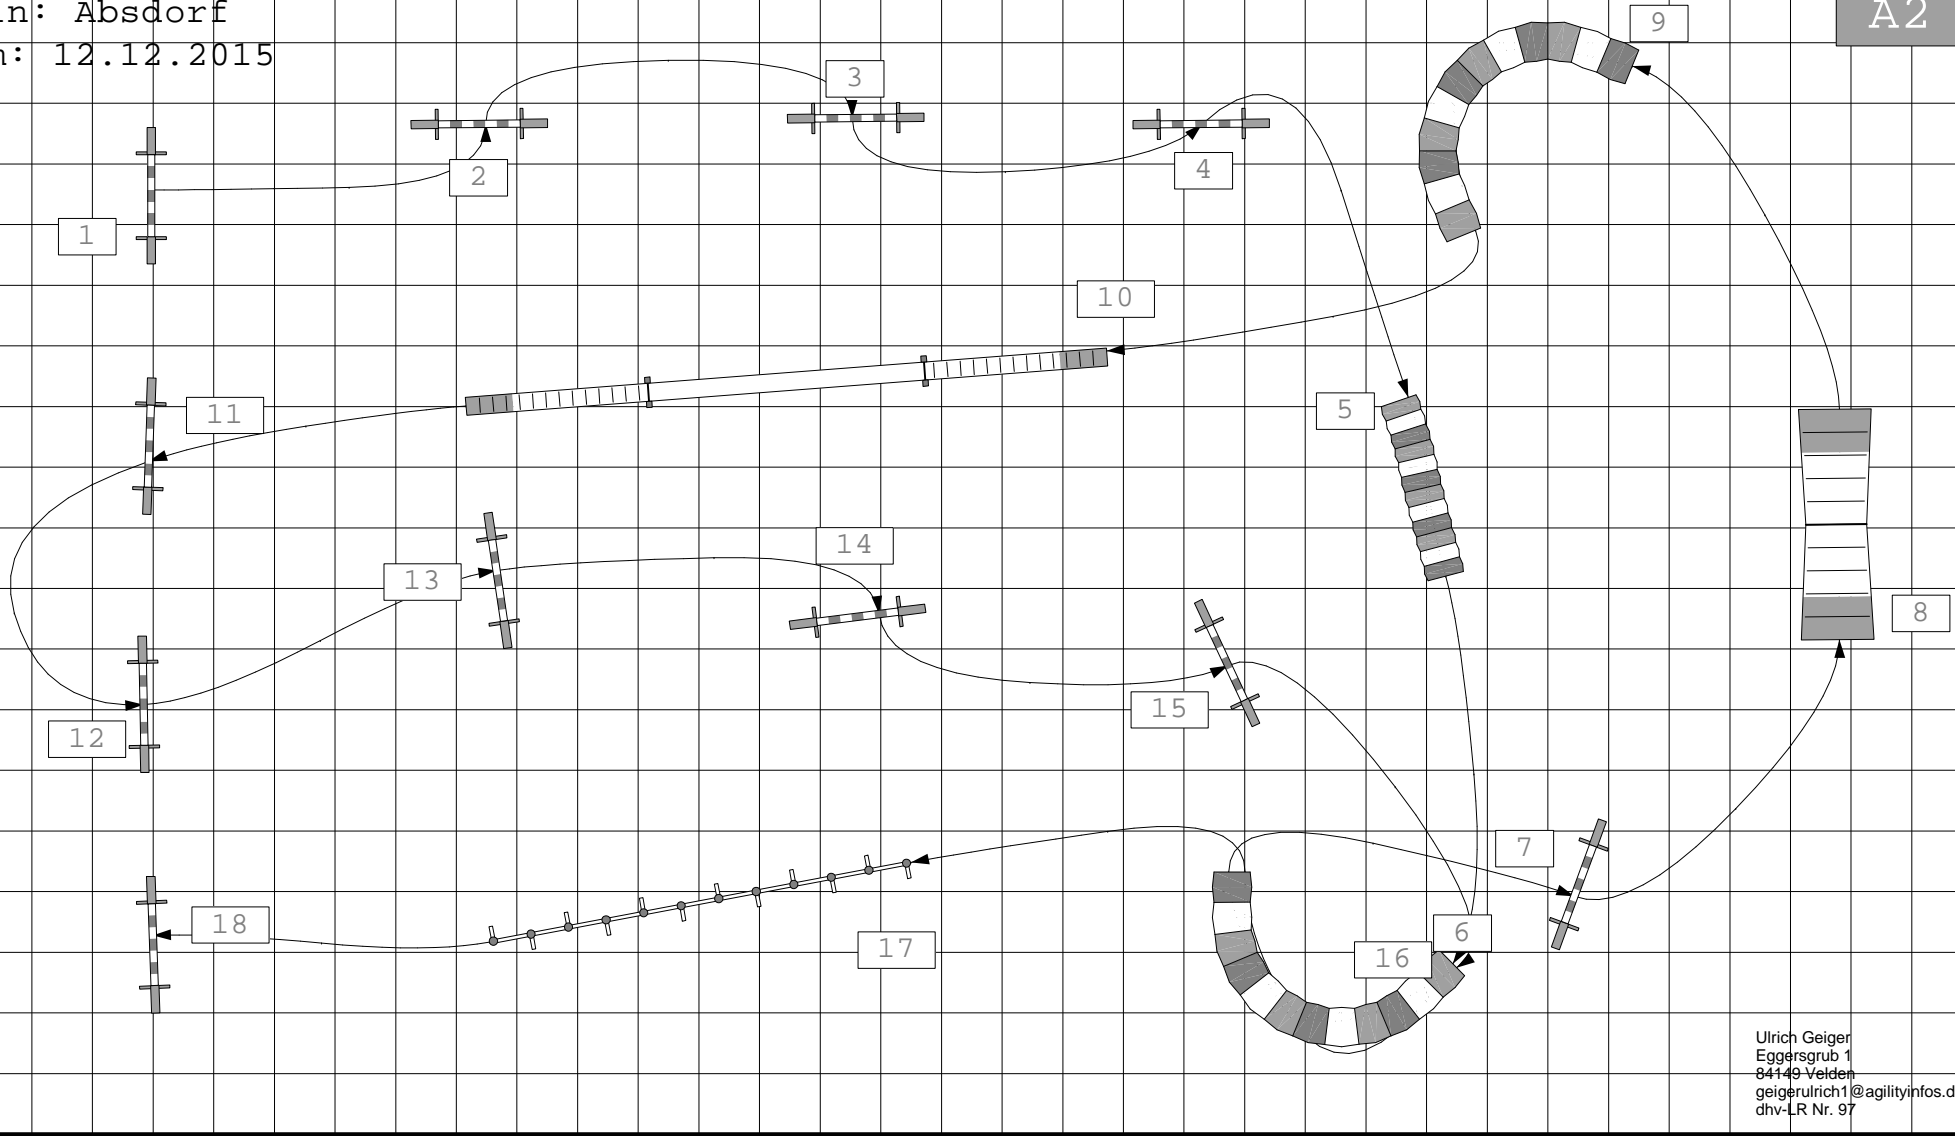 in: Absdorf
12.12.2015
A2
1
2
3
4
5
6
7
8
9
10
11
12
13
14
15
16
17
18
Ulrich Geiger
Eggersgrub 1
84149 Velden
geigerulrich1@agilityinfos.d
dhv-LR Nr. 97